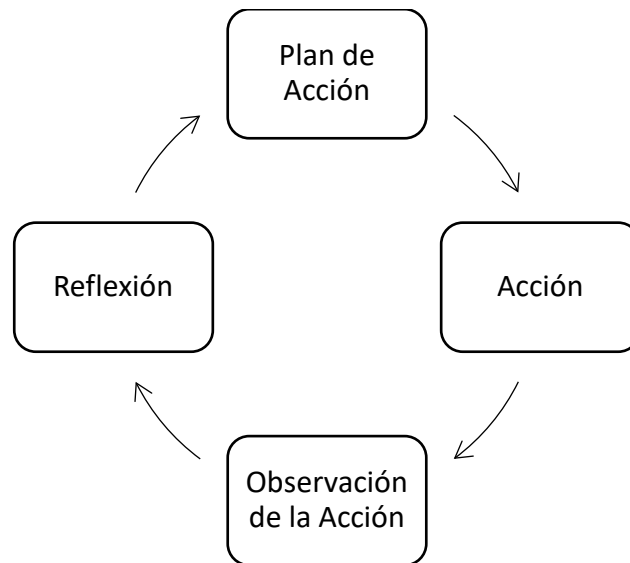 Plan de
Acción
Reflexión
Acción
Observación
de la Acción